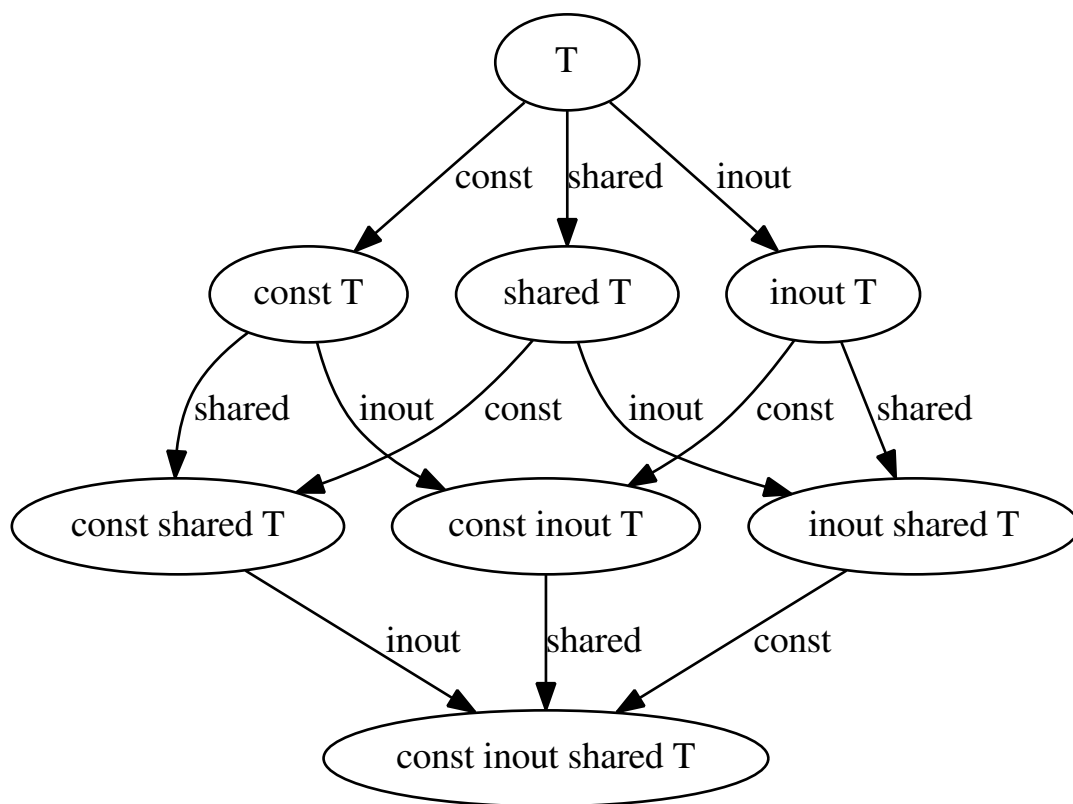 T
const
shared
inout
const T
shared T
inout T
shared
inout
const
inout
const
shared
const shared T
const inout T
inout shared T
inout
shared
const
const inout shared T